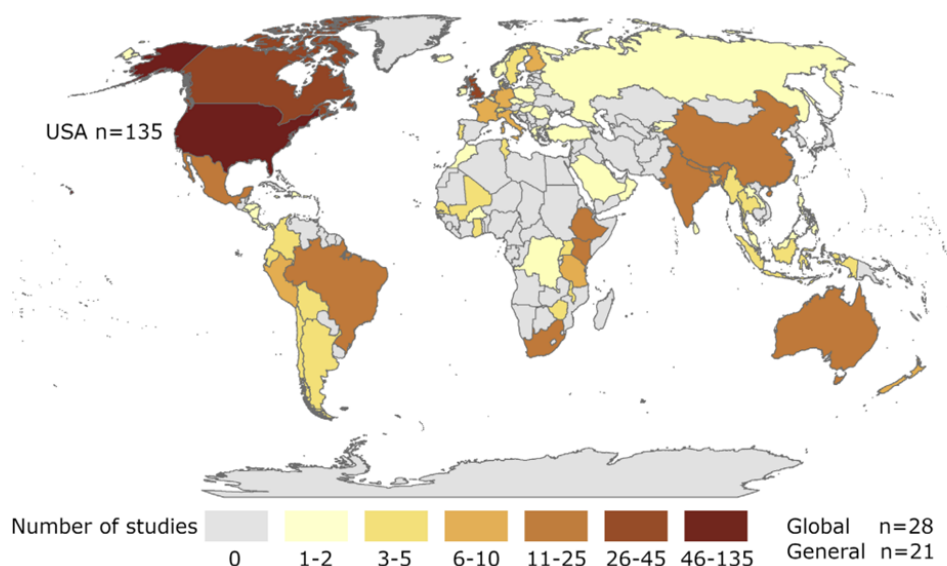 USA n=135
Number of studies
0 1-2 3-5 6-10 11-25 26-45 46-135
Global n=28
General n=21